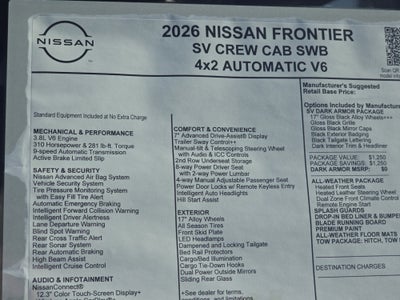 NISSAN
2026 NISSAN FRONTIER
SV CREW CAB SWB
4x2 AUTOMATIC V6
Scan QR
Standard Equipment Included at No Extra Charge
MECHANICAL & PERFORMANCE
3.8L V6 Engine
310 Horsepower & 281 lb-ft. Torque
9-speed Automatic Transmission
Active Brake Limited Slip
SAFETY & SECURITY
Nissan Advanced Air Bag System
Vehicle Security System
Tire Pressure Monitoring System
with Easy Fill Tire Alert
Automatic Emergency Braking
Intelligent Forward Collision Warning
Intelligent Driver Alertness
Lane Departure Warning
Blind Spot Warning
Rear Cross Traffic Alert
Rear Sonar System
Rear Automatic Braking
High Beam Assist
Intelligent Cruise Control
AUDIO & INFOTAINMENT
NissanConnect®
12.3" Color Touch-Screen Display*
COMFORT & CONVENIENCE
7" Advanced Drive-Assist® Display
Trailer Sway Control++
Manual-tilt & Telescoping Steering Wheel
with Audio & ICC Controls
2nd Row Underseat Storage
8-way Power Driver Seat
with 2-way Power Lumbar
4-way Manual Adjustable Passenger Seat
Power Door Locks w/ Remote Keyless Entry
Intelligent Auto Headlights
Hill Start Assist
EXTERIOR
17" Alloy Wheels
All Season Tires
Front Skid Plate
LED Headlamps
Dampened and Locking Tailgate
Bed Rail Protectors
Cargo/Bed Illumination
Cargo Tie-Down Hooks
Dual Power Outside Mirrors
Sliding Rear Glass
Manufacturer's Suggested
Retail Base Price:
Options Included by Manufacturer
SV DARK ARMOR PACKAGE
17" Gloss Black Alloy Wheels+++
Gloss Black Grille
Gloss Black Mirror Caps
Black Exterior Badging
Black Tailgate Lettering
Dark Interior Trim & Headliner
PACKAGE VALUE $1,250
PACKAGE SAVINGS $1,250
DARK ARMOR MSRP: $0
ALL-WEATHER PACKAGE
Heated Front Seats
Heated Leather Steering Wheel
Dual Zone Front Climate Control
Remote Engine Start
SPLASH GUARDS
DROP-IN BED LINER & BUMPER
BLADE RUNNING BOARD
PREMIUM PAINT
ALL-WEATHER FLOOR MATS
TOW PACKAGE: HITCH,
DESTINATION CHARGES